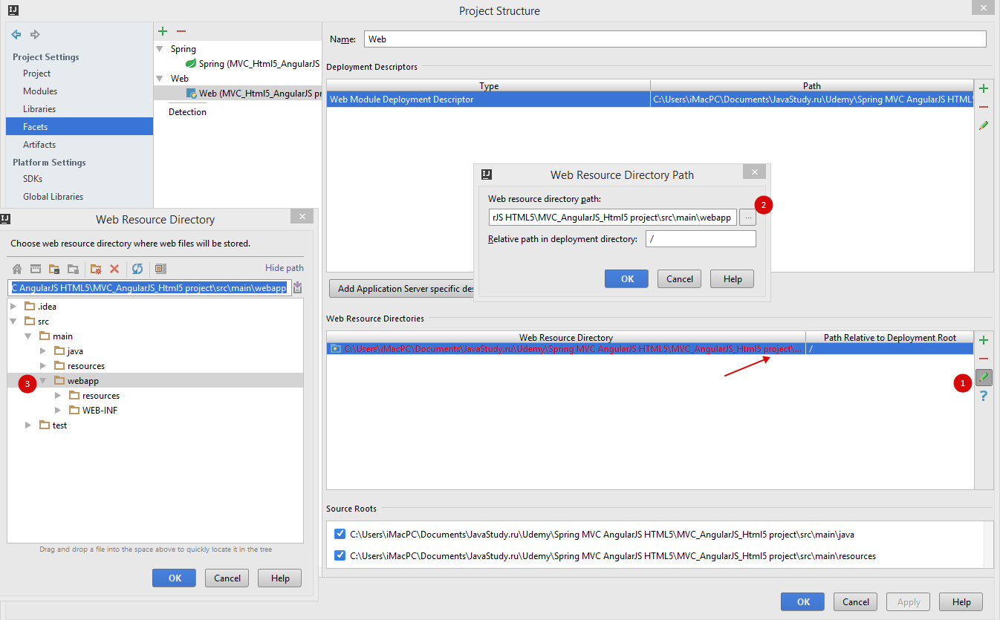 Project Structure
Project Settings
Project
Modules
Libraries
Facets
Artifacts
Platform Settings
SDKs
Global Libraries
Spring
Spring (MVC_Html5_AngularJS
Web
Web (MVC_Html5_AngularJS pr
Detection
Name: Web
Deployment Descriptors
Type Path
Web Module Deployment Descriptor C:\Users\iMacPC\Documents\JavaStudy.ru\Udemy\Spring MVC AngularJS HTML5
Add Application Server specific des
Web Resource Directory Path
Web resource directory path:
rJS HTML5\MVC_AngularJS_Html5 project\src\main\webapp ...
2
Relative path in deployment directory: /
OK Cancel Help
Web Resource Directories
Web Resource Directory Path Relative to Deployment Root
C:\Users\iMacPC\Documents\JavaStudy.ru\Udemy\Spring MVC AngularJS HTML5\MVC_AngularJS_Html5 project\... /
1
?
Source Roots
C:\Users\iMacPC\Documents\JavaStudy.ru\Udemy\Spring MVC AngularJS HTML5\MVC_AngularJS_Html5 project\src\main\java
C:\Users\iMacPC\Documents\JavaStudy.ru\Udemy\Spring MVC AngularJS HTML5\MVC_AngularJS_Html5 project\src\main\resources
OK Cancel Apply Help
Web Resource Directory
Choose web resource directory where web files will be stored.
Hide path
C AngularJS HTML5\MVC_AngularJS_Html5 project\src\main\webapp
.idea
src
main
java
resources
3 webapp
resources
WEB-INF
test
Drag and drop a file into the space above to quickly locate it in the tree
OK Cancel Help